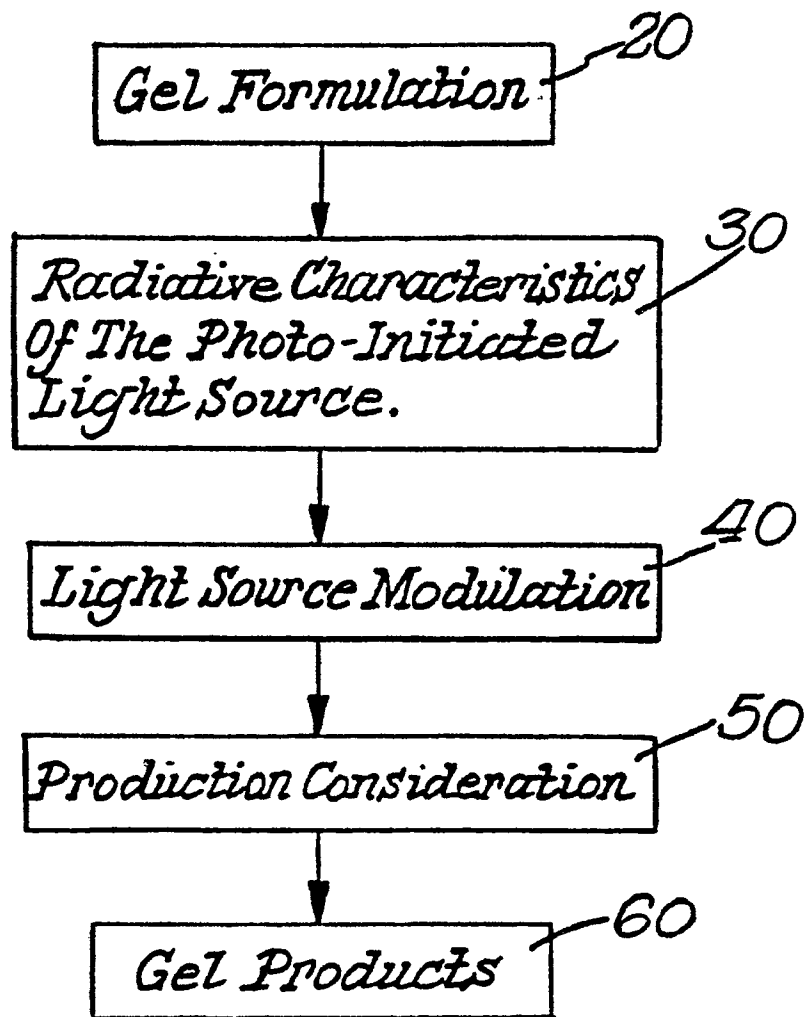 20
Gel Formulation
30
Radiative Characteristics
Of The Photo-Initiated
Light Source.
40
Light Source Modulation
50
Production Consideration
60
Gel Products